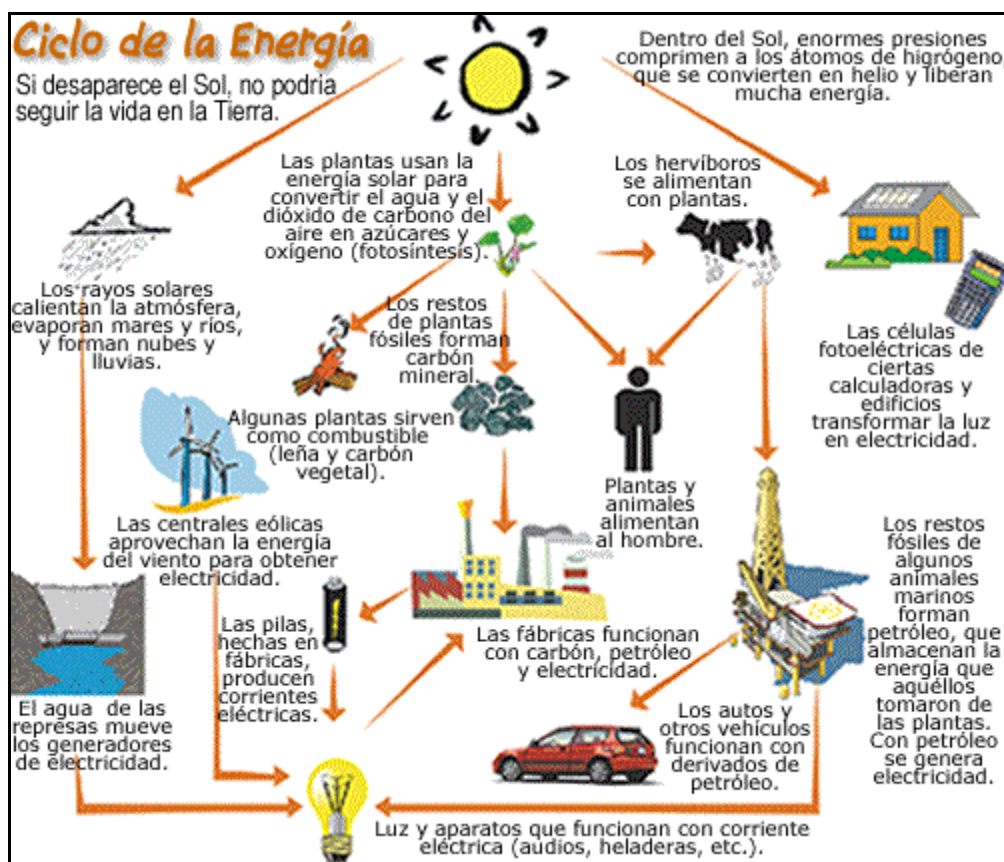 Ciclo de la Energía
Si desaparece el Sol, no podría
seguir la vida en la Tierra.
Dentro del Sol, enormes presiones
comprimen a los átomos de higrógeno,
que se convierten en helio y liberan
mucha energía.
Las plantas usan la
energía solar para
convertir el agua y el
dióxido de carbono del
aire en azúcares y
oxígeno (fotosíntesis).
Los hervíboros
se alimentan
con plantas.
Los rayos solares
calientan la atmósfera,
evaporan mares y ríos,
y forman nubes y
lluvias.
Los restos
de plantas
fósiles forman
carbón
mineral.
Las células
fotoeléctricas de
ciertas
calculadoras y
edificios
transformar la luz
en electricidad.
Algunas plantas sirven
como combustible
(leña y carbón
vegetal).
Plantas y
animales
alimentan
al hombre.
Las centrales eólicas
aprovechan la energía
del viento para obtener
electricidad.
Los restos
fósiles de
algunos
animales
marinos
forman
petróleo, que
almacenan la
energía que
aquéllos
tomaron de
las plantas.
Con petróleo
se genera
electricidad.
Las pilas,
hechas en
fábricas,
producen
corrientes
eléctricas.
Las fábricas funcionan
con carbón, petróleo
y electricidad.
El agua de las
represas mueve
los generadores
de electricidad.
Los autos y
otros vehículos
funcionan con
derivados de
petróleo.
Luz y aparatos que funcionan con corriente
eléctrica (audios, heladeras, etc.).